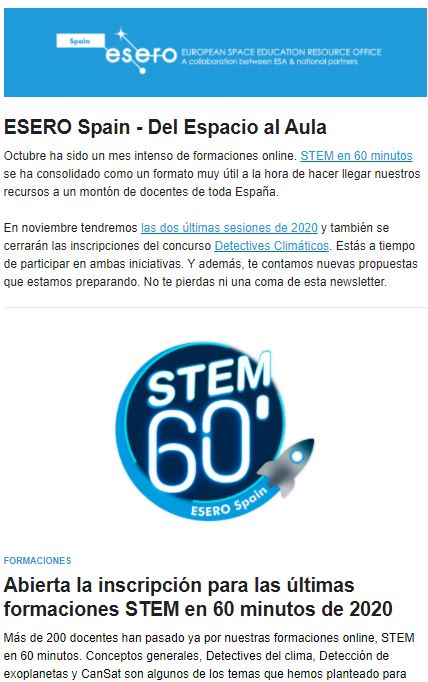 Spain
esero
EUROPEAN SPACE EDUCATION RESOURCE OFFICE
A collaboration between ESA & national partners
ESERO Spain - Del Espacio al Aula
Octubre ha sido un mes intenso de formaciones online. STEM en 60 minutos
se ha consolidado como un formato muy útil a la hora de hacer llegar nuestros
recursos a un montón de docentes de toda España.
En noviembre tendremos las dos últimas sesiones de 2020 y también se
cerrarán las inscripciones del concurso Detectives Climáticos. Estás a tiempo
de participar en ambas iniciativas. Y además, te contamos nuevas propuestas
que estamos preparando. No te pierdas ni una coma de esta newsletter.
STEM
60'
ESERO Spain
FORMACIONES
Abierta la inscripción para las últimas
formaciones STEM en 60 minutos de 2020
Más de 200 docentes han pasado ya por nuestras formaciones online, STEM
en 60 minutos. Conceptos generales, Detectives del clima, Detección de
exoplanetas y CanSat son algunos de los temas que hemos planteado para